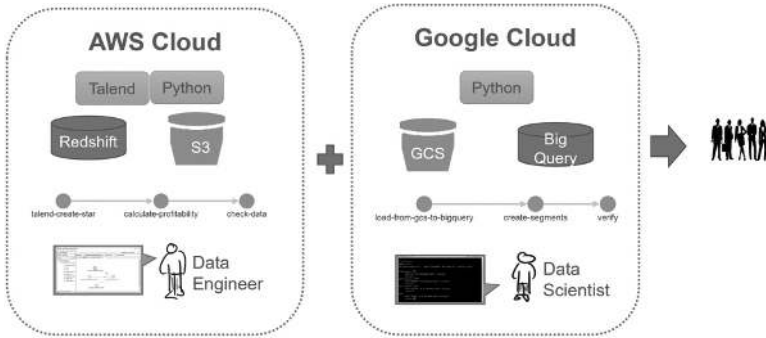 AWS Cloud
Talend
Python
Redshift
S3
talend-create-star
calculate-profitability
check-data
Data
Engineer
Google Cloud
Python
GCS
Big
Query
load-from-gcs-to-bigquery
create-segments
verify
Data
Scientist